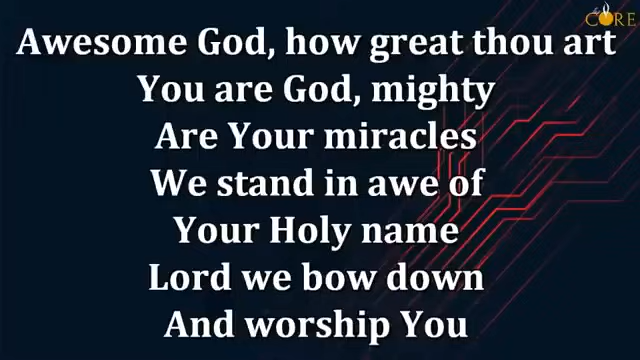 the CORE
Awesome God, how great thou art
You are God, mighty
Are Your miracles
We stand in awe of
Your Holy name
Lord we bow down
And worship You